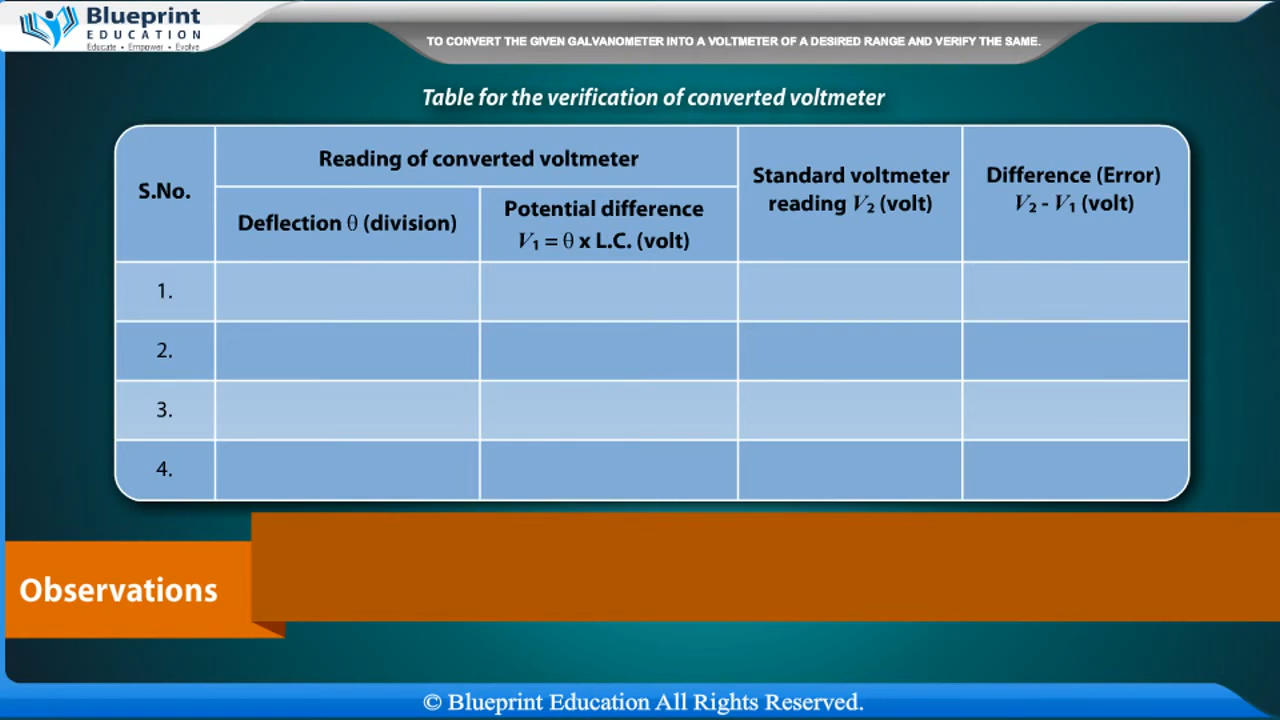 Blueprint
EDUCATION
Educate • Empower • Evolve
TO CONVERT THE GIVEN GALVANOMETER INTO A VOLTMETER OF A DESIRED RANGE AND VERIFY THE SAME.
Table for the verification of converted voltmeter
S.No.
Reading of converted voltmeter
Deflection θ (division)
Potential difference
V₁ = θ x L.C. (volt)
Standard voltmeter
reading V₂ (volt)
Difference (Error)
V₂ - V₁ (volt)
1.
2.
3.
4.
Observations
© Blueprint Education All Rights Reserved.